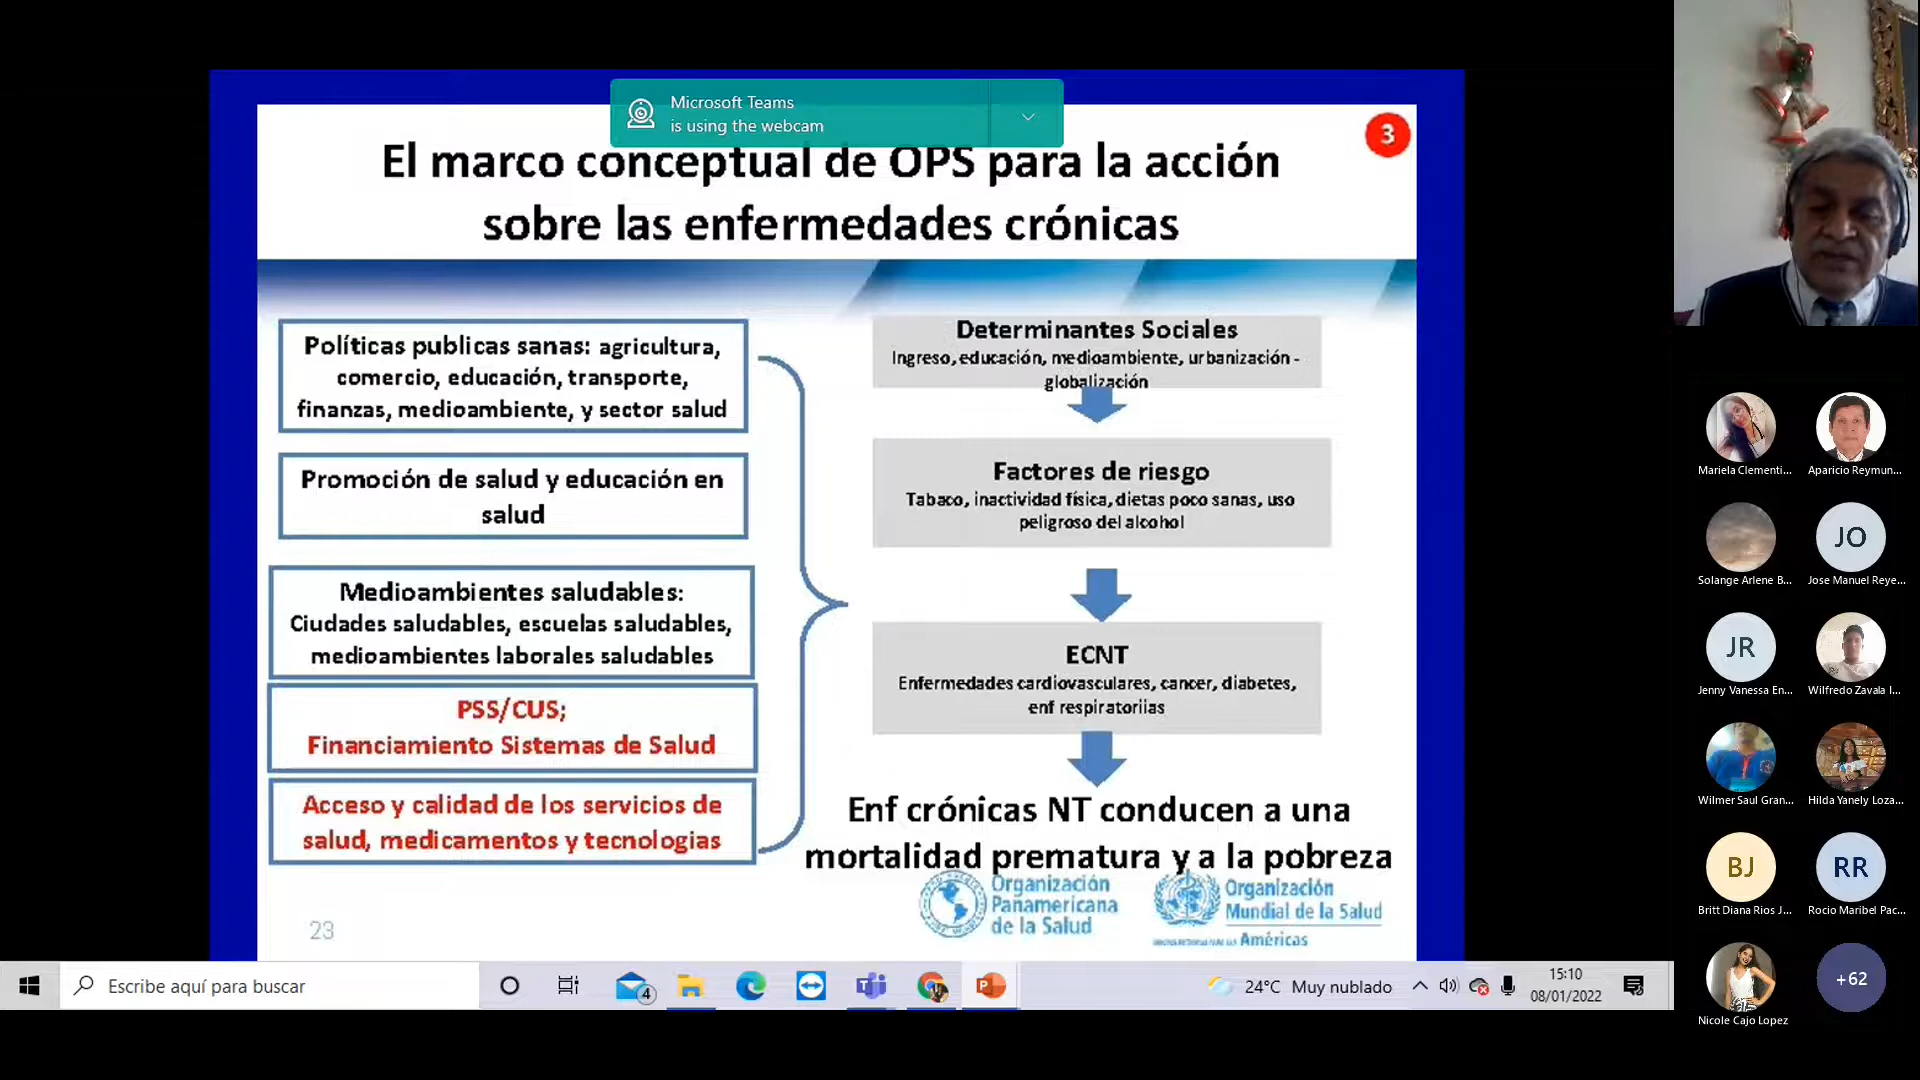 Microsoft Teams
is using the webcam
3
El marco conceptual de OPS para la acción
sobre las enfermedades crónicas
Políticas publicas sanas: agricultura,
comercio, educación, transporte,
finanzas, medioambiente, y sector salud
Promoción de salud y educación en
salud
Medioambientes saludables:
Ciudades saludables, escuelas saludables,
medioambientes laborales saludables
PSS/CUS;
Financiamiento Sistemas de Salud
Acceso y calidad de los servicios de
salud, medicamentos y tecnologias
Determinantes Sociales
Ingreso, educación, medioambiente, urbanización -
globalización
Factores de riesgo
Tabaco, inactividad física, dietas poco sanas, uso
peligroso del alcohol
ECNT
Enfermedades cardiovasculares, cancer, diabetes,
enf respiratoriias
Enf crónicas NT conducen a una
mortalidad prematura y a la pobreza
Organización
Panamericana
de la Salud
Organización
Mundial de la Salud
Américas
23
Mariela Clementi...
Aparicio Reymun...
Solange Arlene B...
JO
Jose Manuel Reye...
JR
Jenny Vanessa En...
Wilfredo Zavala I...
Wilmer Saul Gran...
Hilda Yanely Loza...
BJ
Britt Diana Rios J...
RR
Rocio Maribel Pac...
Nicole Cajo Lopez
+62
Escribe aquí para buscar
4
24°C Muy nublado
15:10
08/01/2022